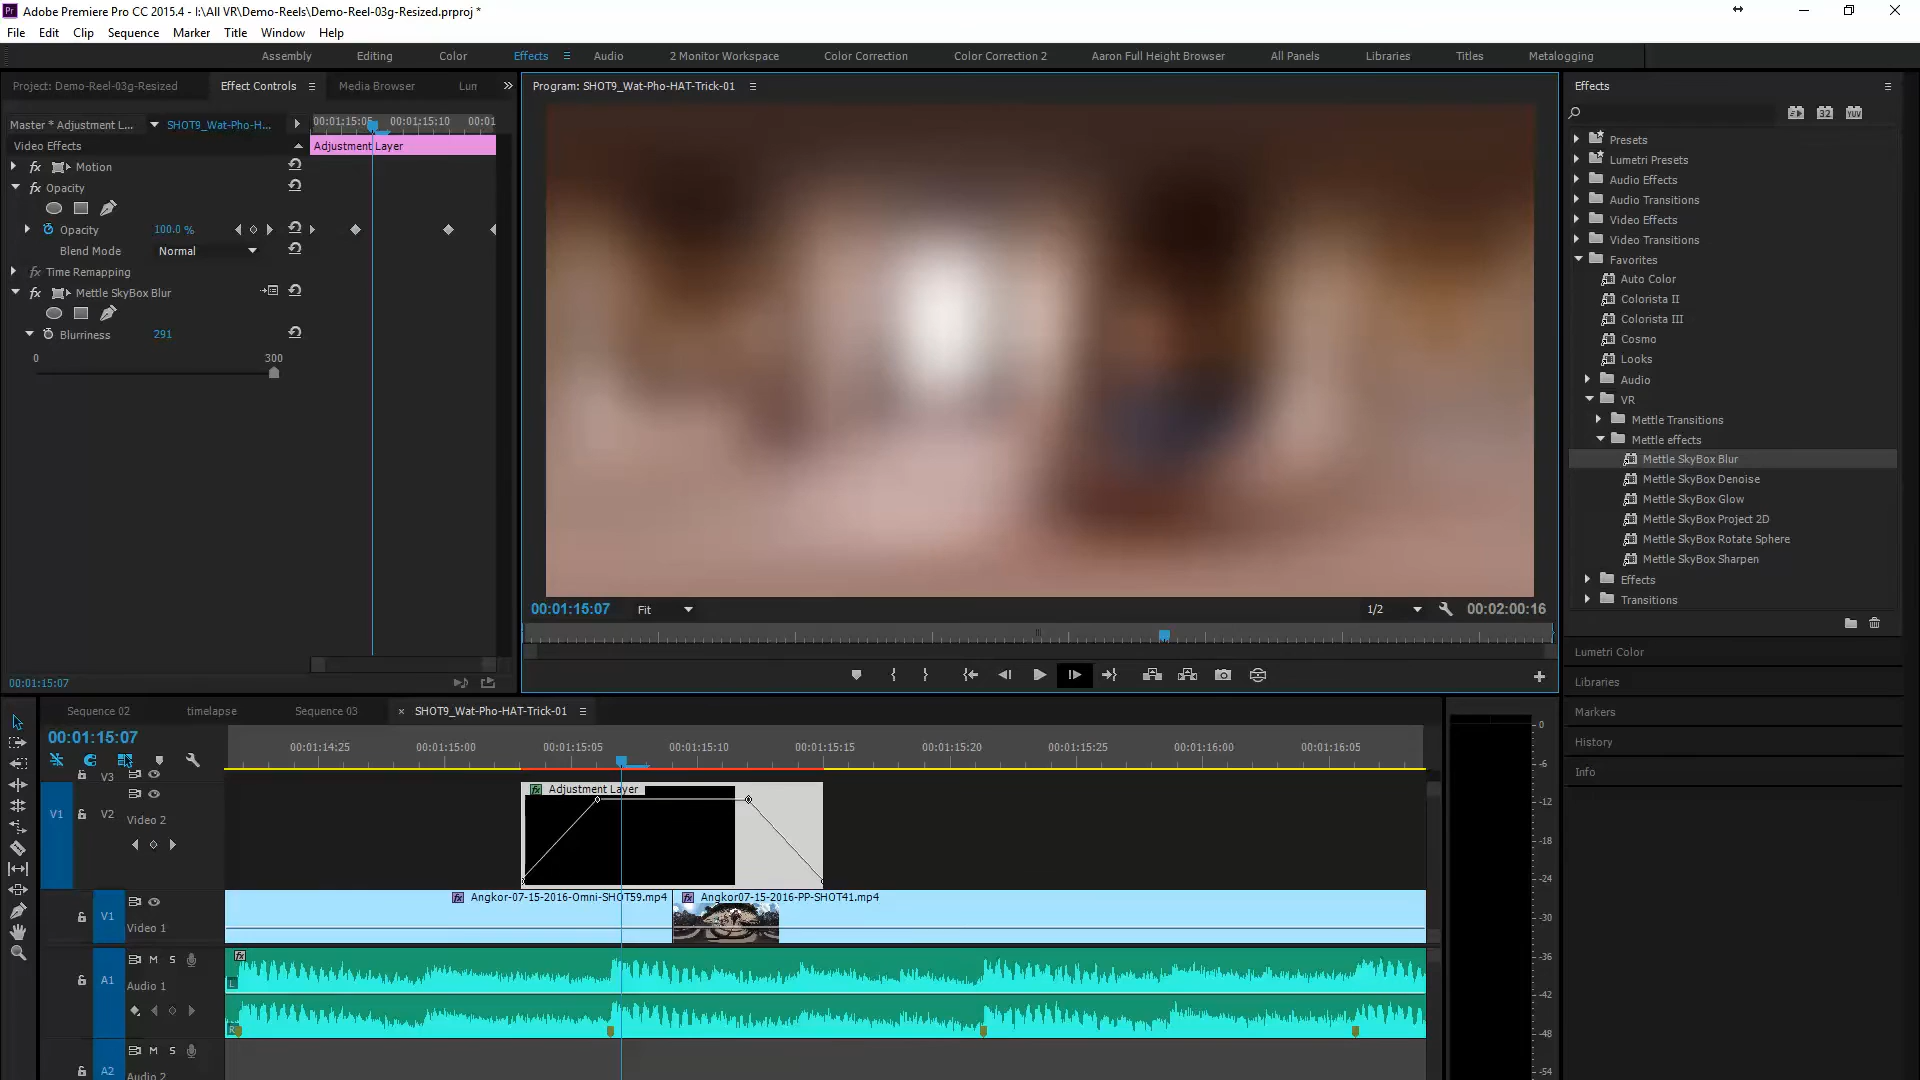 Pr Adobe Premiere Pro CC 2015.4 - I:\All VR\Demo-Reels\Demo-Reel-03g-Resized.prproj *
File Edit Clip Sequence Marker Title Window Help
Assembly Editing Color Effects Audio 2 Monitor Workspace Color Correction Color Correction 2 Aaron Full Height Browser All Panels Libraries Titles Metalogging
Project: Demo-Reel-03g-Resized Effect Controls Media Browser Lun
Master * Adjustment L... SHOT9_Wat-Pho-H...
00:01:15:05 00:01:15:10 00:01
Video Effects
Adjustment Layer
fx Motion
fx Opacity
Opacity 100.0 %
Blend Mode Normal
fx Time Remapping
fx Mettle SkyBox Blur
Blurriness 291
0 300
00:01:15:07
Program: SHOT9_Wat-Pho-HAT-Trick-01
00:01:15:07 Fit 1/2 00:02:00:16
Effects
32 YUV
Presets
Lumetri Presets
Audio Effects
Audio Transitions
Video Effects
Video Transitions
Favorites
Auto Color
Colorista II
Colorista III
Cosmo
Looks
Audio
VR
Mettle Transitions
Mettle effects
Mettle SkyBox Blur
Mettle SkyBox Denoise
Mettle SkyBox Glow
Mettle SkyBox Project 2D
Mettle SkyBox Rotate Sphere
Mettle SkyBox Sharpen
Effects
Transitions
Lumetri Color
Libraries
Markers
History
Info
Sequence 02 timelapse Sequence 03 × SHOT9_Wat-Pho-HAT-Trick-01
00:01:15:07
00:01:14:25 00:01:15:00 00:01:15:05 00:01:15:10 00:01:15:15 00:01:15:20 00:01:15:25 00:01:16:00 00:01:16:05
V3
V1 V2 Video 2
fx Adjustment Layer
V1 Video 1
fx Angkor-07-15-2016-Omni-SHOT59.mp4
fx Angkor07-15-2016-PP-SHOT41.mp4
A1 M S
Audio 1
fx
L
R
A2 M S
Audio 2
0
-6
-12
-18
-24
-30
-36
-42
-48
-54